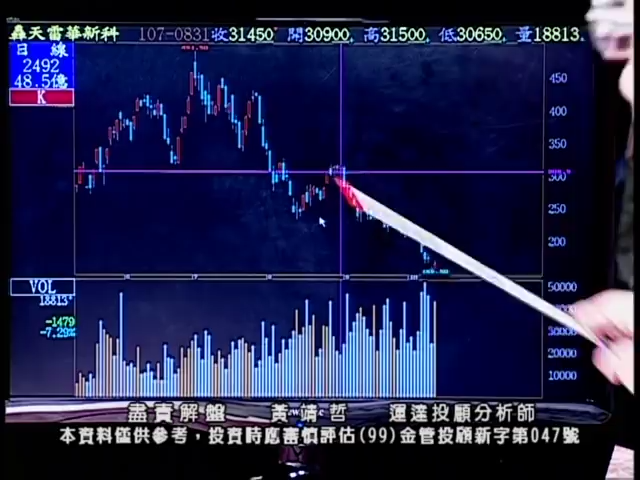 轟天雷華新科 107-0831收31450 開30900, 高31500, 低30650, 量18813.
日 線
2492
48.5億
K
450
400
350
300
250
200
VOL
18813
-1479
-7.29%
50000
30000
20000
10000
盡責解盤 黃靖哲 運達投顧分析師
本資料僅供參考，投資時應審慎評估(99)金管投顧新字第047號